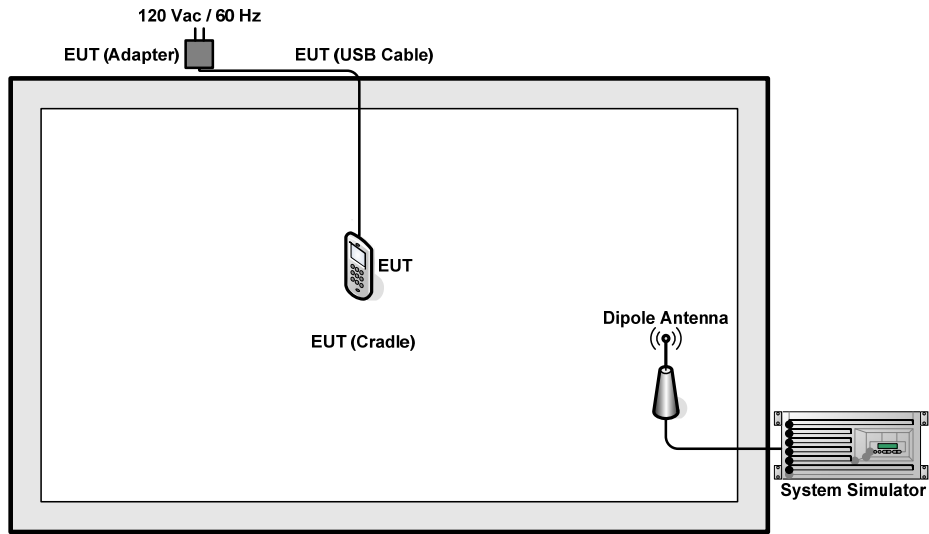 120 Vac / 60 Hz
EUT (Adapter)
EUT (USB Cable)
EUT
EUT (Cradle)
Dipole Antenna
System Simulator